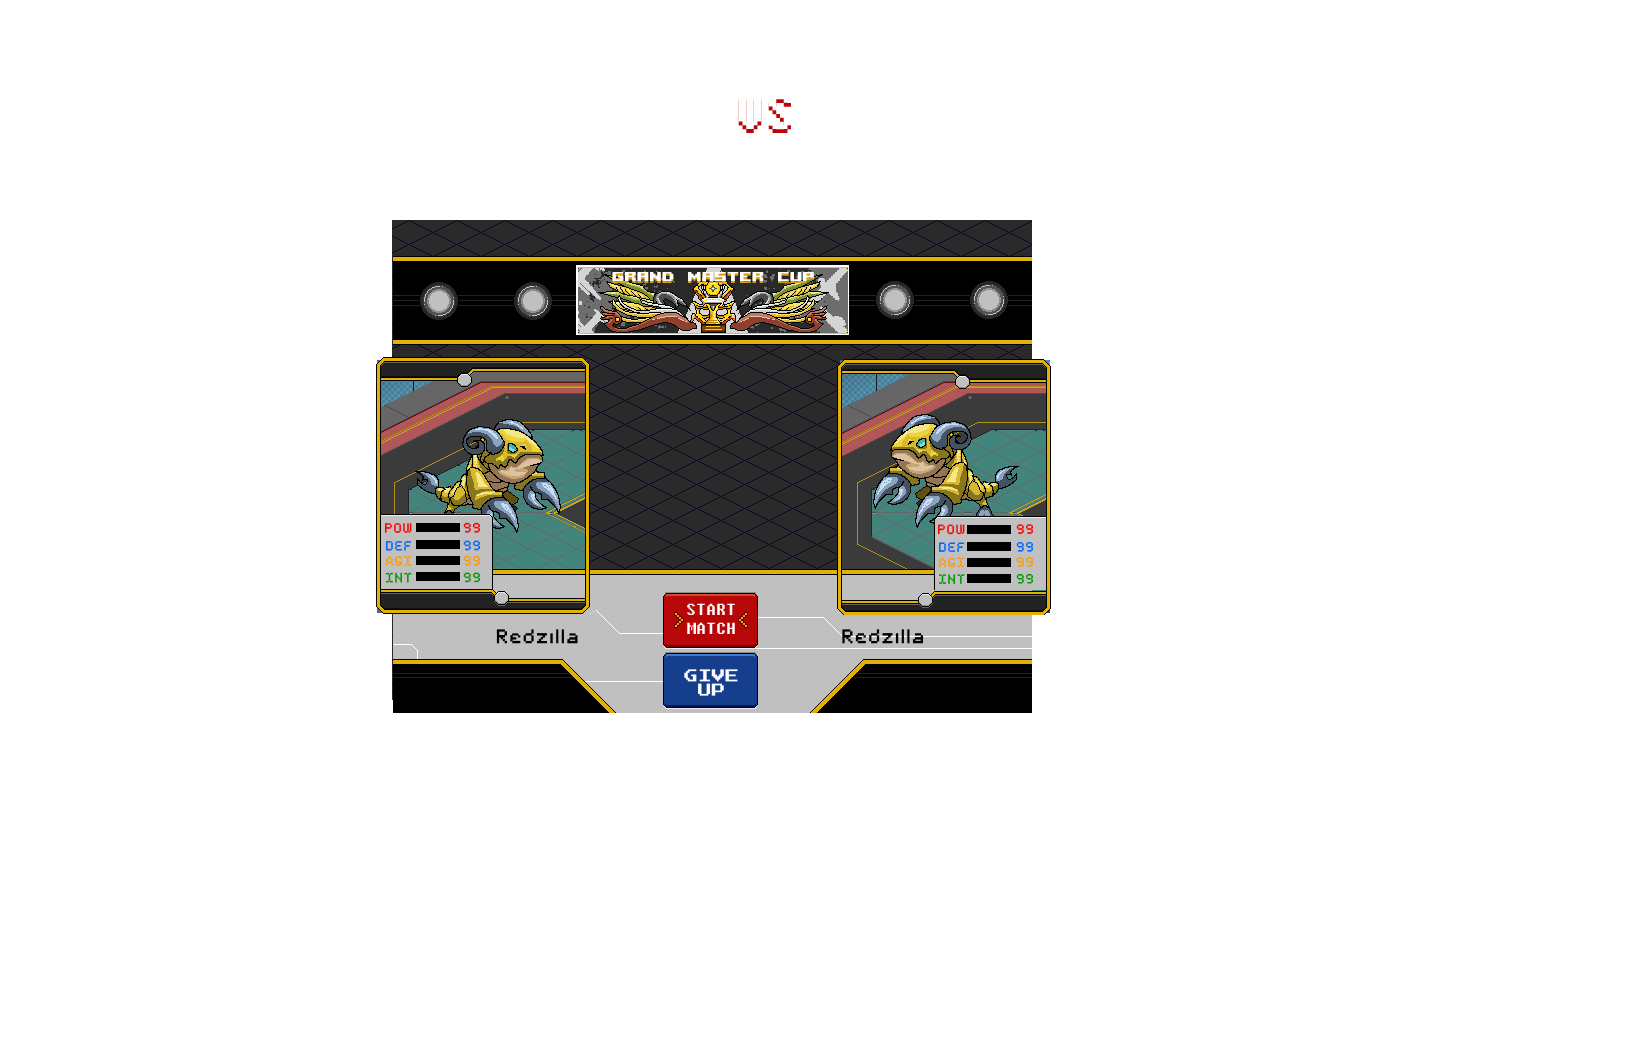 VS
GRAND MASTER CUP
POW 99
DEF 99
AGI 99
INT 99
POW 99
DEF 99
AGI 99
INT 99
START
MATCH
Redzilla
Redzilla
GIVE
UP